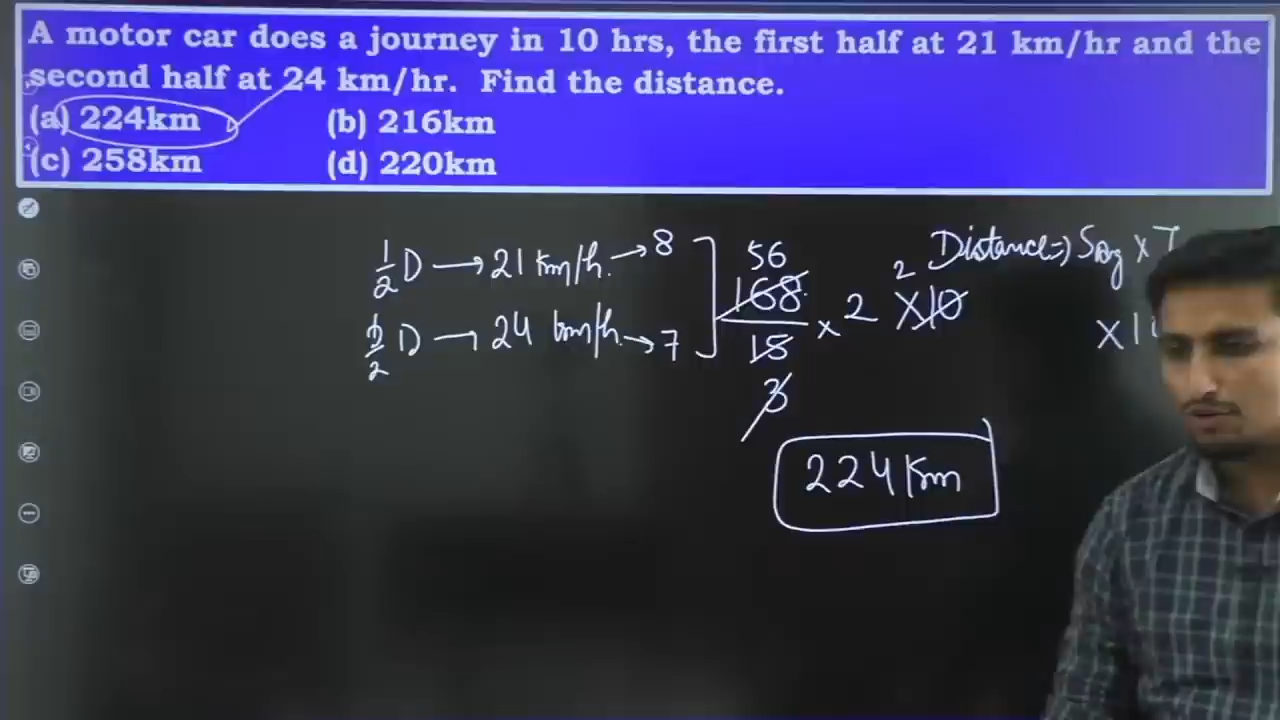 A motor car does a journey in 10 hrs, the first half at 21 km/hr and the
second half at 24 km/hr. Find the distance.
(a) 224km (b) 216km
(c) 258km (d) 220km
1/2 D → 21 km/h. → 8
1/2 D → 24 km/h. → 7
56
168
15
3
× 2 ×10
2
Distance ⇒ Savg × T
224 Km